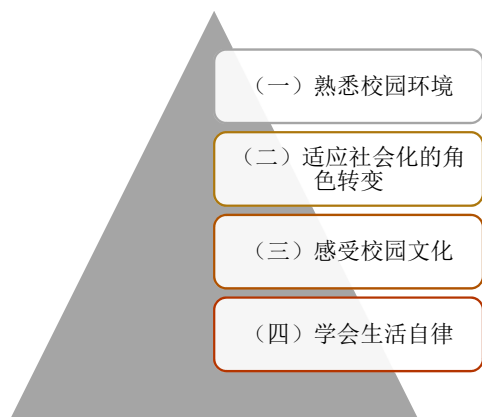 （一）熟悉校园环境
（二）适应社会化的角
色转变
（三）感受校园文化
（四）学会生活自律